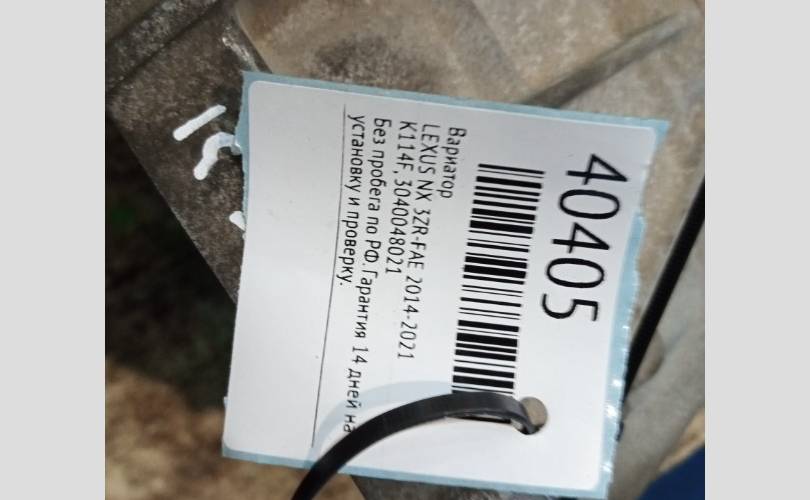 40405
Вариатор
LEXUS NX 3ZR-FAE 2014-2021
K114F, 3040048021
Без пробега по РФ. Гарантия 14 дней на
установку и проверку.